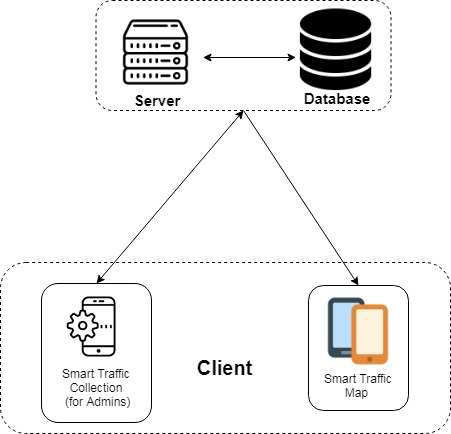 Server
Database
Smart Traffic
Collection
(for Admins)
Client
Smart Traffic
Map